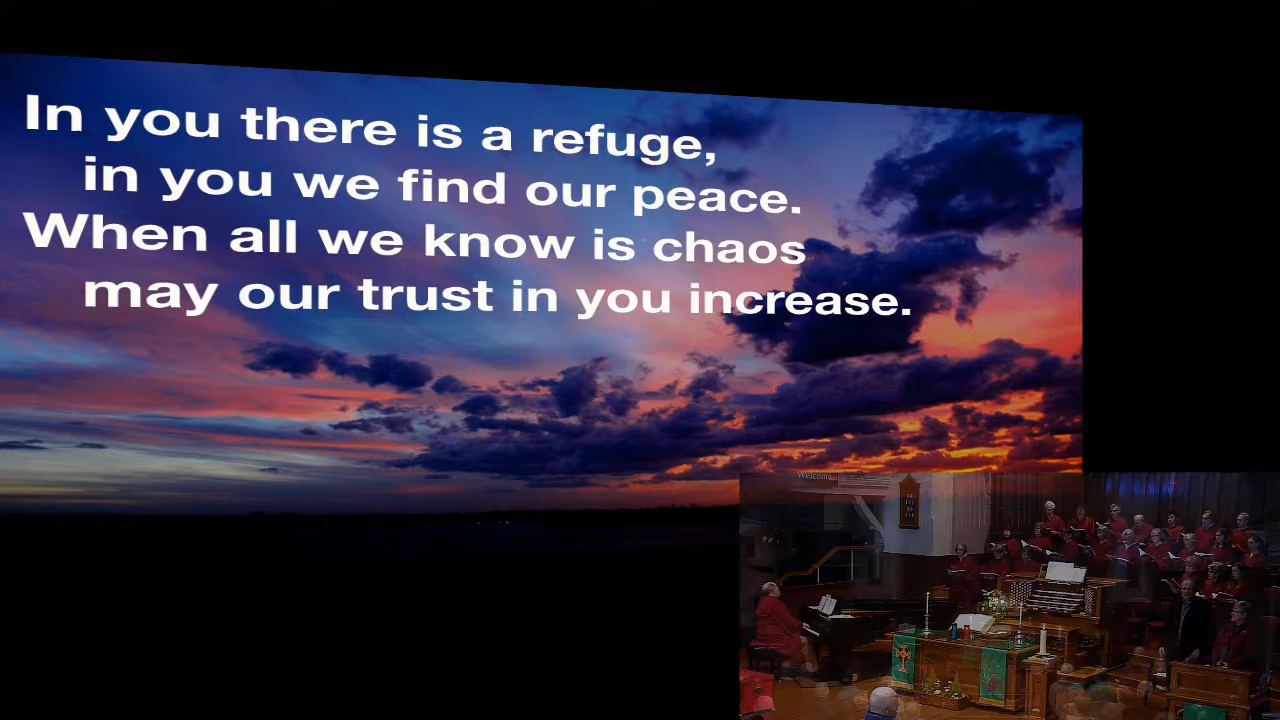 In you there is a refuge,
in you we find our peace.
When all we know is chaos
may our trust in you increase.
Welcome